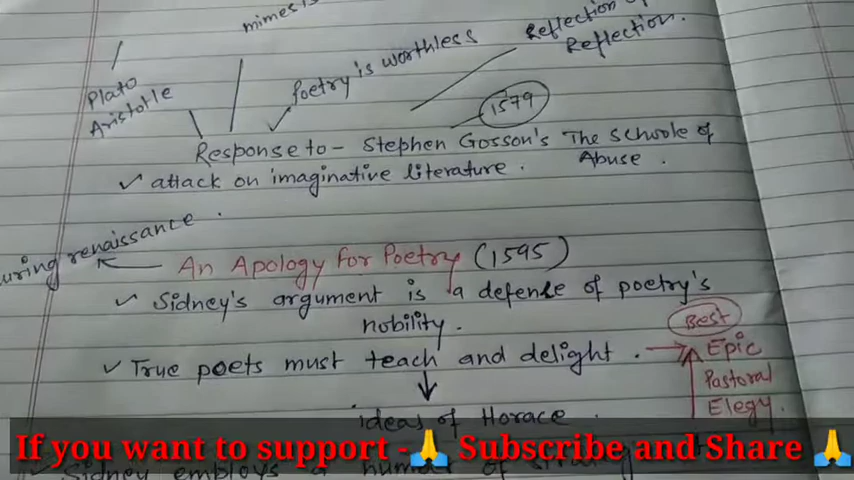 mimesis
Reflection of
Reflection.
Poetry is worthless
Plato
Aristotle
1579
Response to - Stephen Gosson's The Schoole of
Abuse.
✓ attack on imaginative literature.
during renaissance.
An Apology for Poetry (1595)
✓ Sidney's argument is a defense of poetry's
nobility.
Best
✓ True poets must teach and delight. → Epic
Pastoral
Elegy.
ideas of Horace.
If you want to support -🙏 Subscribe and Share 🙏
Sidney employs a number of